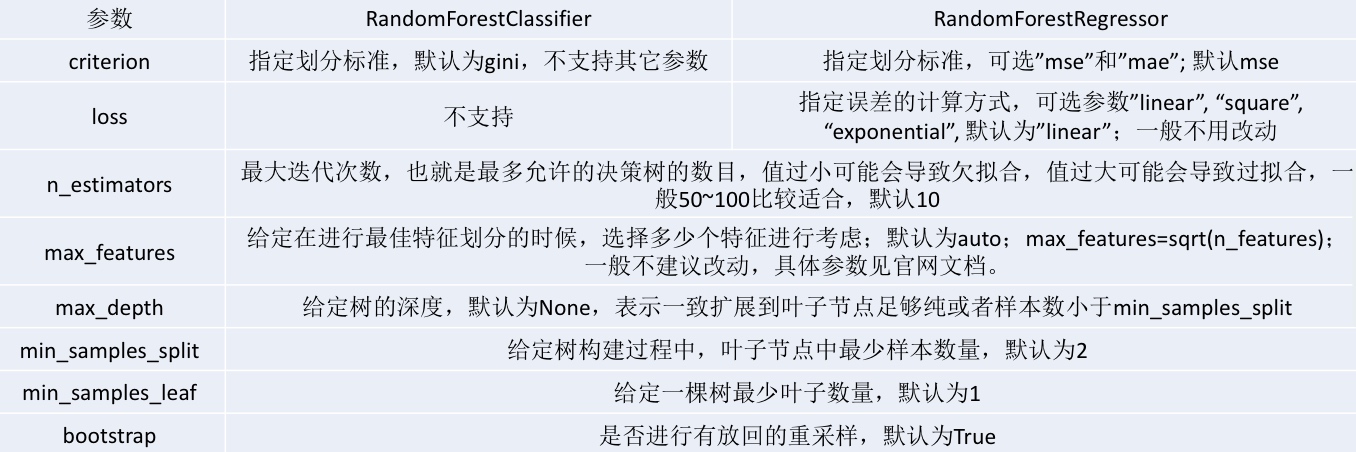 参数 RandomForestClassifier RandomForestRegressor
criterion 指定划分标准，默认为gini，不支持其它参数 指定划分标准，可选”mse”和”mae”; 默认mse
loss 不支持 指定误差的计算方式，可选参数”linear”, “square”,
“exponential”, 默认为”linear”；一般不用改动
n_estimators 最大迭代次数，也就是最多允许的决策树的数目，值过小可能会导致欠拟合，值过大可能会导致过拟合，一
般50~100比较适合，默认10
max_features 给定在进行最佳特征划分的时候，选择多少个特征进行考虑；默认为auto；max_features=sqrt(n_features)；
一般不建议改动，具体参数见官网文档。
max_depth 给定树的深度，默认为None，表示一致扩展到叶子节点足够纯或者样本数小于min_samples_split
min_samples_split 给定树构建过程中，叶子节点中最少样本数量，默认为2
min_samples_leaf 给定一棵树最少叶子数量，默认为1
bootstrap 是否进行有放回的重采样，默认为True